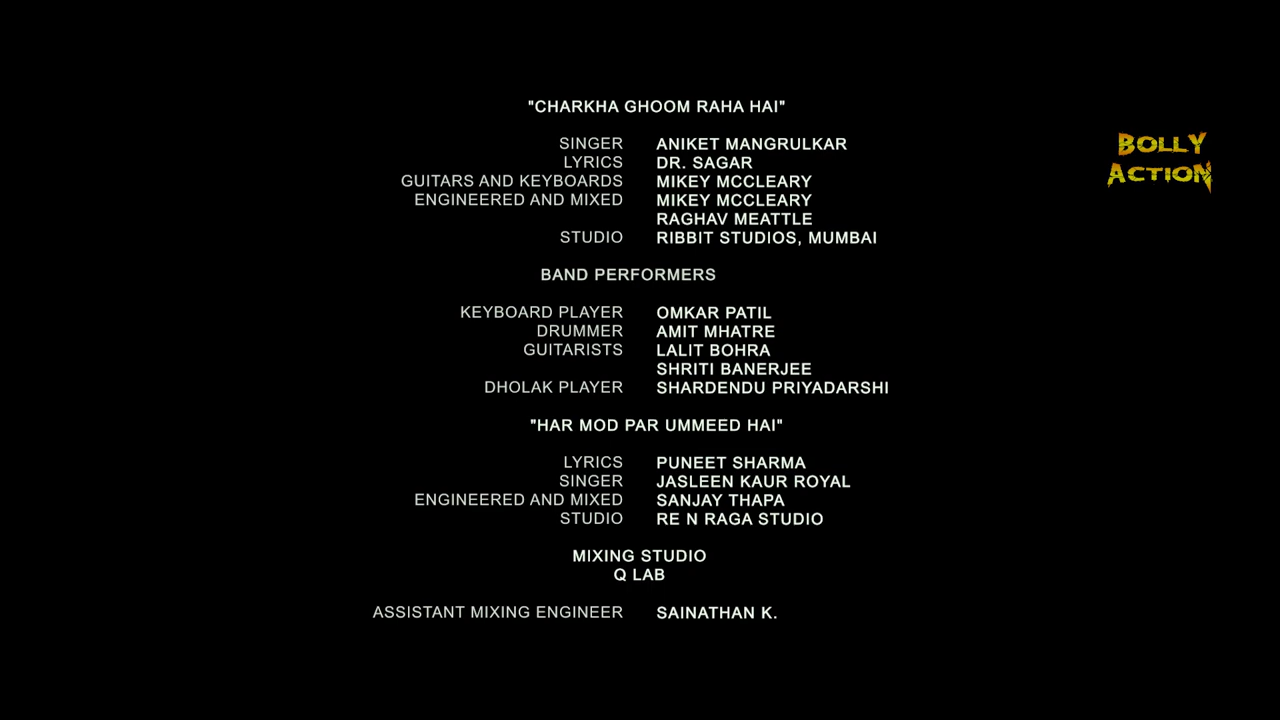 "CHARKHA GHOOM RAHA HAI"
SINGER ANIKET MANGRULKAR
LYRICS DR. SAGAR
GUITARS AND KEYBOARDS MIKEY MCCLEARY
ENGINEERED AND MIXED MIKEY MCCLEARY
RAGHAV MEATTLE
STUDIO RIBBIT STUDIOS, MUMBAI
BAND PERFORMERS
KEYBOARD PLAYER OMKAR PATIL
DRUMMER AMIT MHATRE
GUITARISTS LALIT BOHRA
SHRITI BANERJEE
DHOLAK PLAYER SHARDENDU PRIYADARSHI
"HAR MOD PAR UMMEED HAI"
LYRICS PUNEET SHARMA
SINGER JASLEEN KAUR ROYAL
ENGINEERED AND MIXED SANJAY THAPA
STUDIO RE N RAGA STUDIO
MIXING STUDIO
Q LAB
ASSISTANT MIXING ENGINEER SAINATHAN K.
BOLLY
ACTION